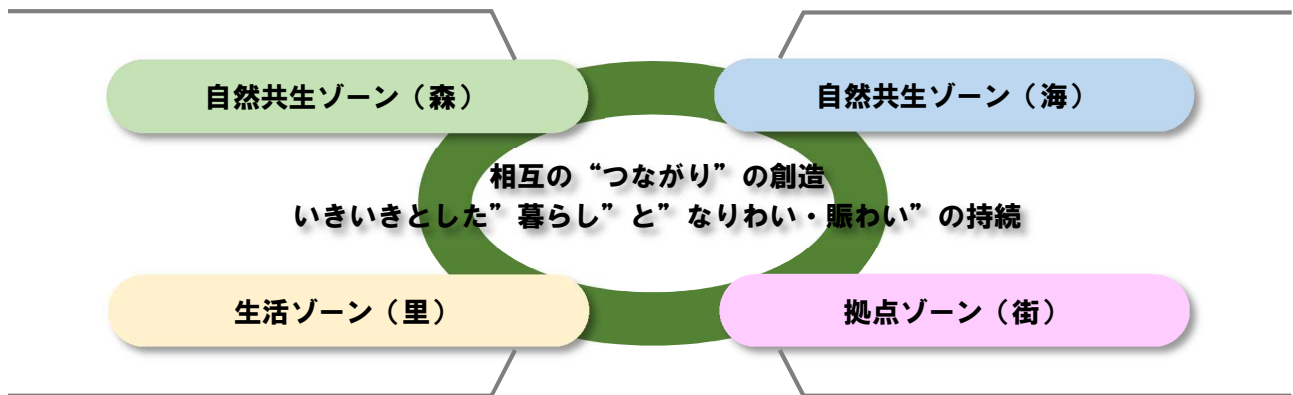 自然共生ゾーン（森）
自然共生ゾーン（海）
相互の“つながり”の創造
いきいきとした”暮らし”と”なりわい・賑わい”の持続
生活ゾーン（里）
拠点ゾーン（街）